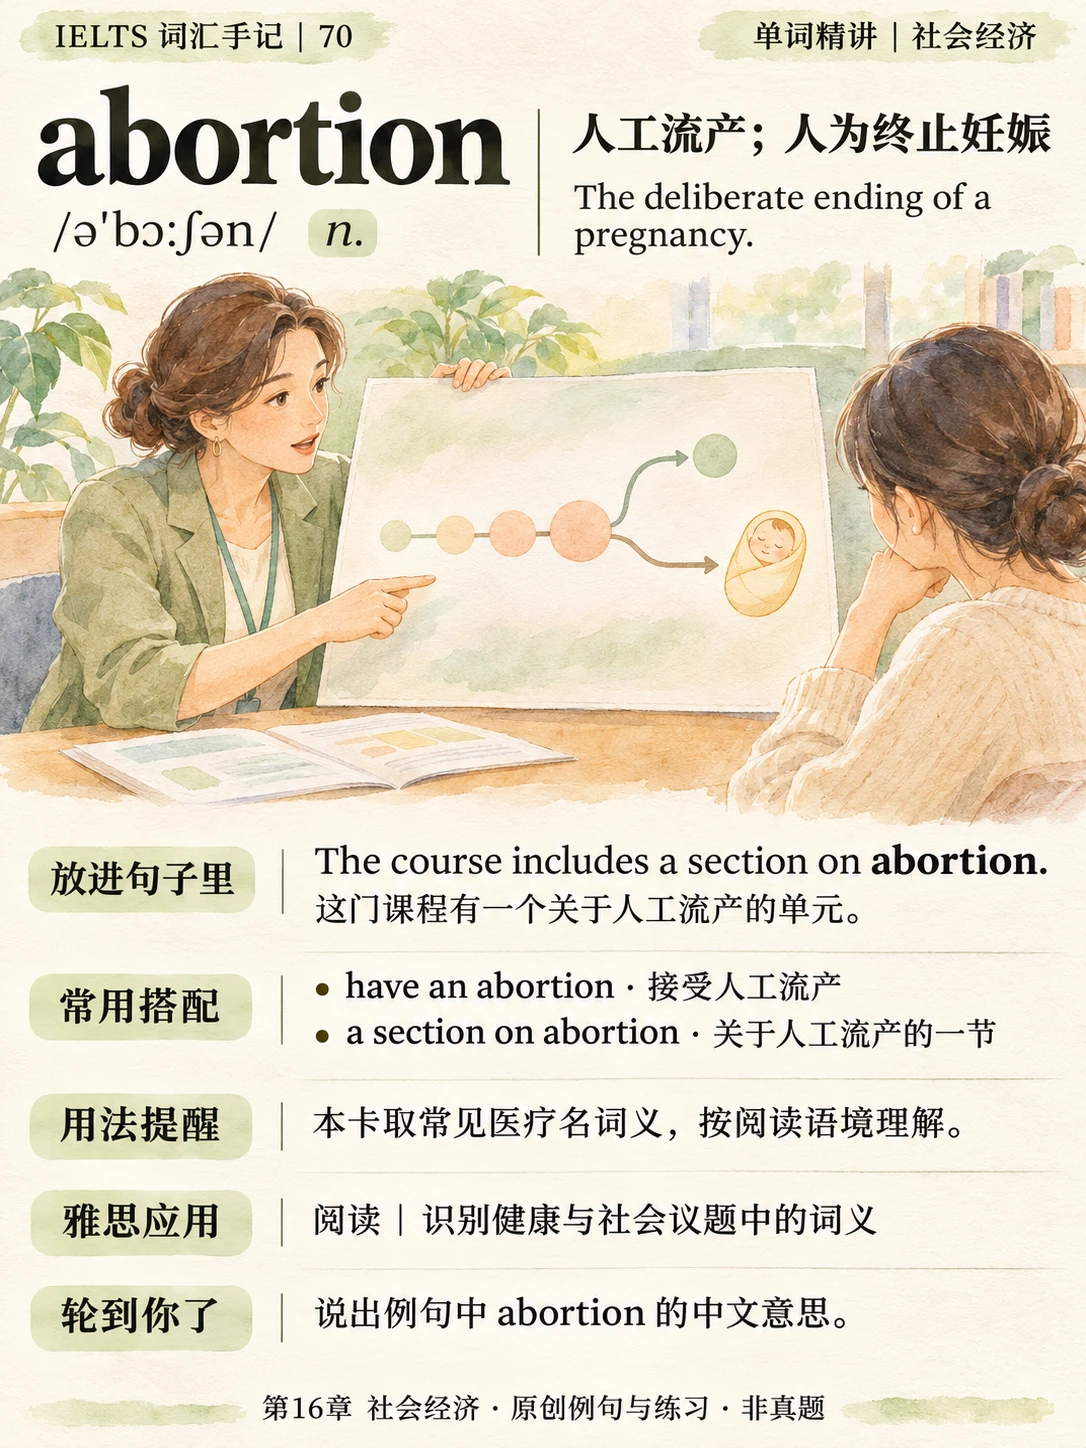 IELTS 词汇手记 | 70
单词精讲 | 社会经济
abortion
/ə'bɔːʃən/ n.
人工流产；人为终止妊娠
The deliberate ending of a
pregnancy.
放进句子里
The course includes a section on abortion.
这门课程有一个关于人工流产的单元。
常用搭配
• have an abortion · 接受人工流产
• a section on abortion · 关于人工流产的一节
用法提醒
本卡取常见医疗名词义，按阅读语境理解。
雅思应用
阅读 | 识别健康与社会议题中的词义
轮到你了
说出例句中 abortion 的中文意思。
第16章 社会经济 · 原创例句与练习 · 非真题